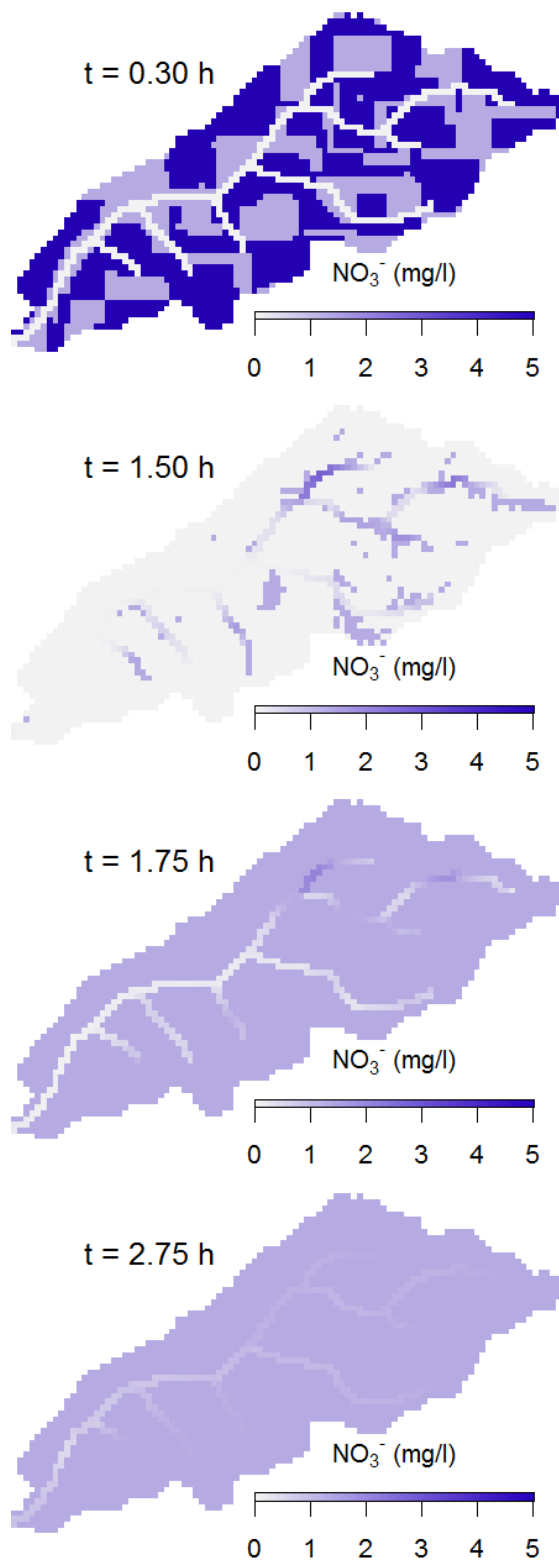 t = 0.30 h
NO₃⁻ (mg/l)
0 1 2 3 4 5
t = 1.50 h
NO₃⁻ (mg/l)
0 1 2 3 4 5
t = 1.75 h
NO₃⁻ (mg/l)
0 1 2 3 4 5
t = 2.75 h
NO₃⁻ (mg/l)
0 1 2 3 4 5